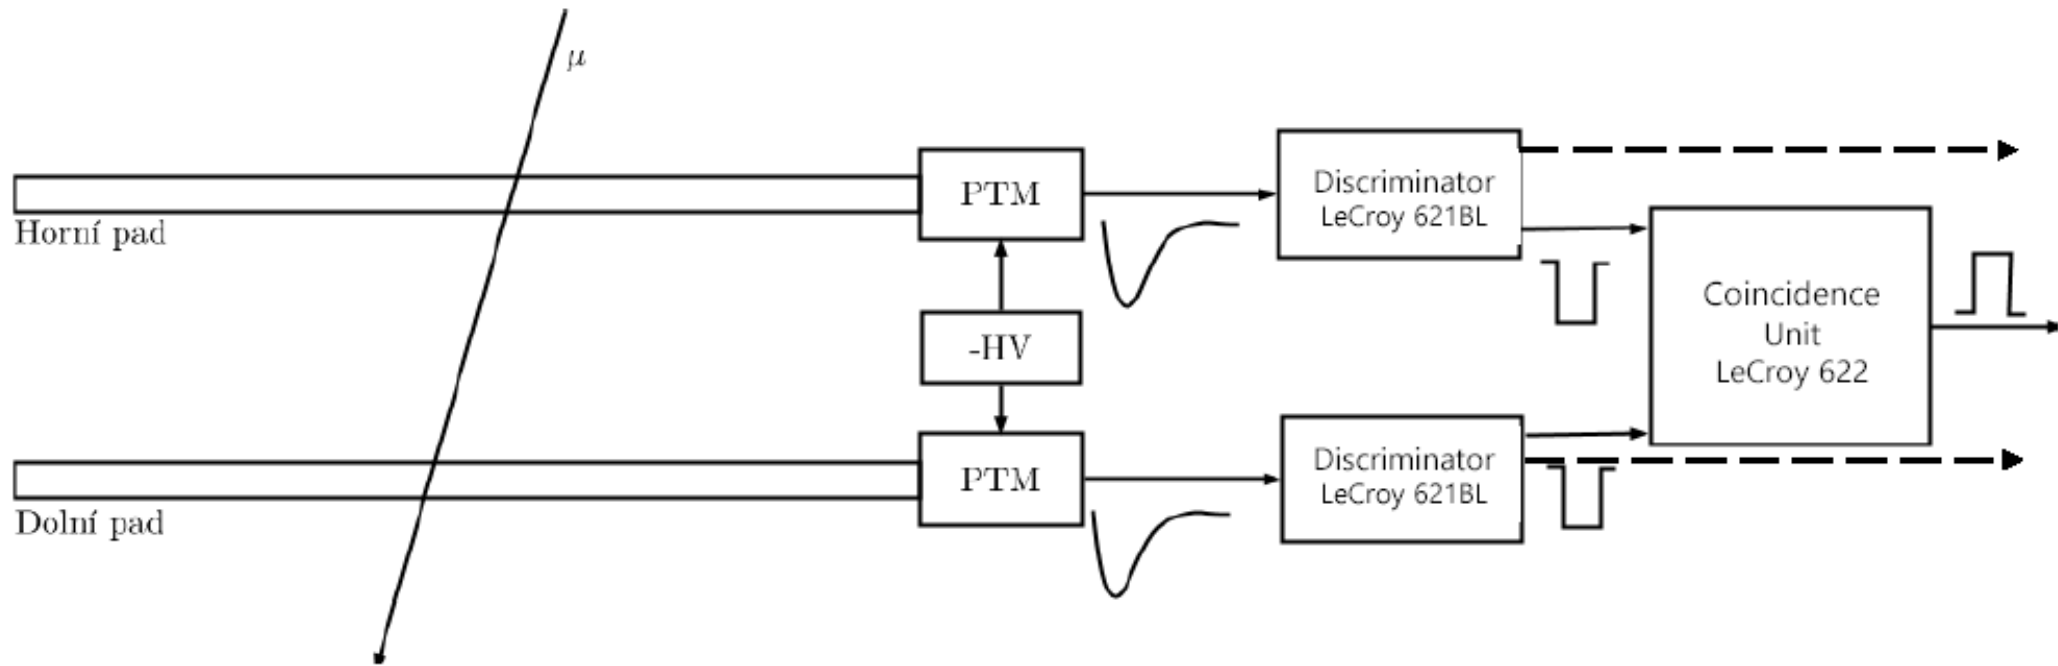 μ
Horní pad
PTM
Discriminator
LeCroy 621BL
-HV
Coincidence
Unit
LeCroy 622
Dolní pad
PTM
Discriminator
LeCroy 621BL